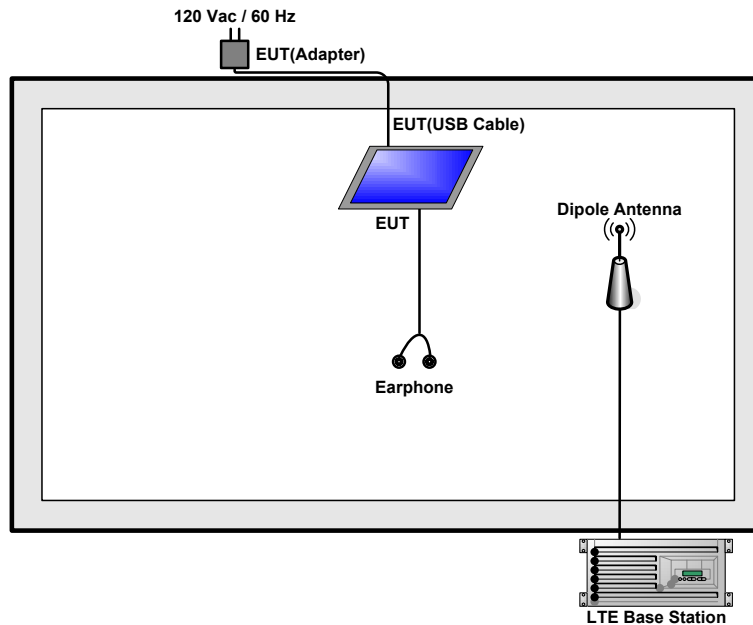 120 Vac / 60 Hz
EUT(Adapter)
EUT(USB Cable)
EUT
Dipole Antenna
Earphone
LTE Base Station